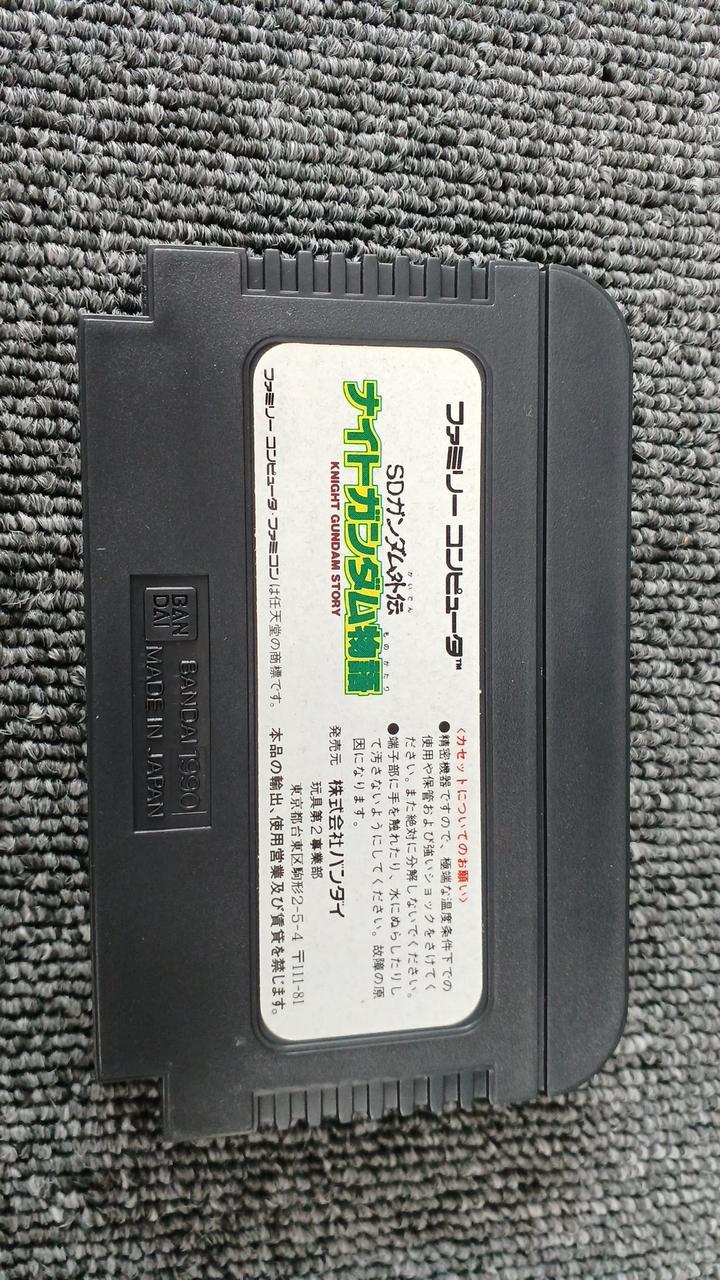 ファミリー コンピュータ™
SDガンダム外伝
がいでん
ナイトガンダム物語
ものがたり
KNIGHT GUNDAM STORY
ファミリー コンピュータ・ファミコンは任天堂の商標です。
〈カセットについてのお願い〉
●精密機器ですので、極端な温度条件下での
使用や保管および強いショックをさけてく
ださい。また絶対に分解しないでください。
●端子部に手を触れたり、水にぬらしたりし
て汚さないようにしてください。故障の原
因になります。
発売元 株式会社バンダイ
玩具第2事業部
東京都台東区駒形2-5-4 〒111-81
本品の輸出、使用営業及び賃貸を禁じます。
BAN
DAI
BANDAI 1990
MADE IN JAPAN